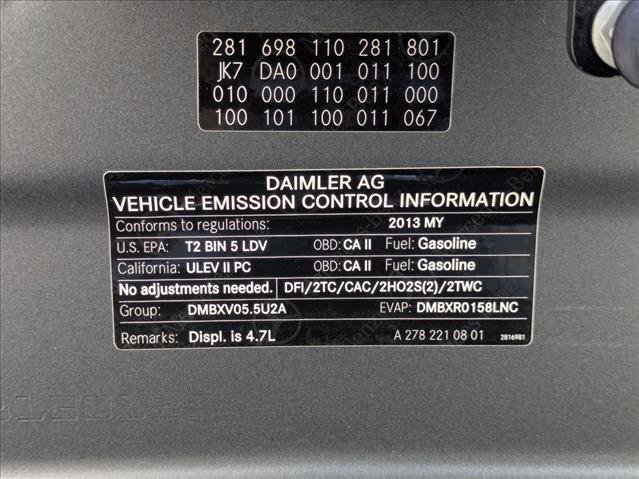 281 698 110 281 801
JK7 DA0 001 011 100
010 000 110 011 000
100 101 100 011 067
DAIMLER AG
VEHICLE EMISSION CONTROL INFORMATION
Conforms to regulations: 2013 MY
U.S. EPA: T2 BIN 5 LDV OBD: CA II Fuel: Gasoline
California: ULEV II PC OBD: CA II Fuel: Gasoline
No adjustments needed. DFI/2TC/CAC/2HO2S(2)/2TWC
Group: DMBXV05.5U2A EVAP: DMBXR0158LNC
Remarks: Displ. is 4.7L A 278 221 08 01 2816981